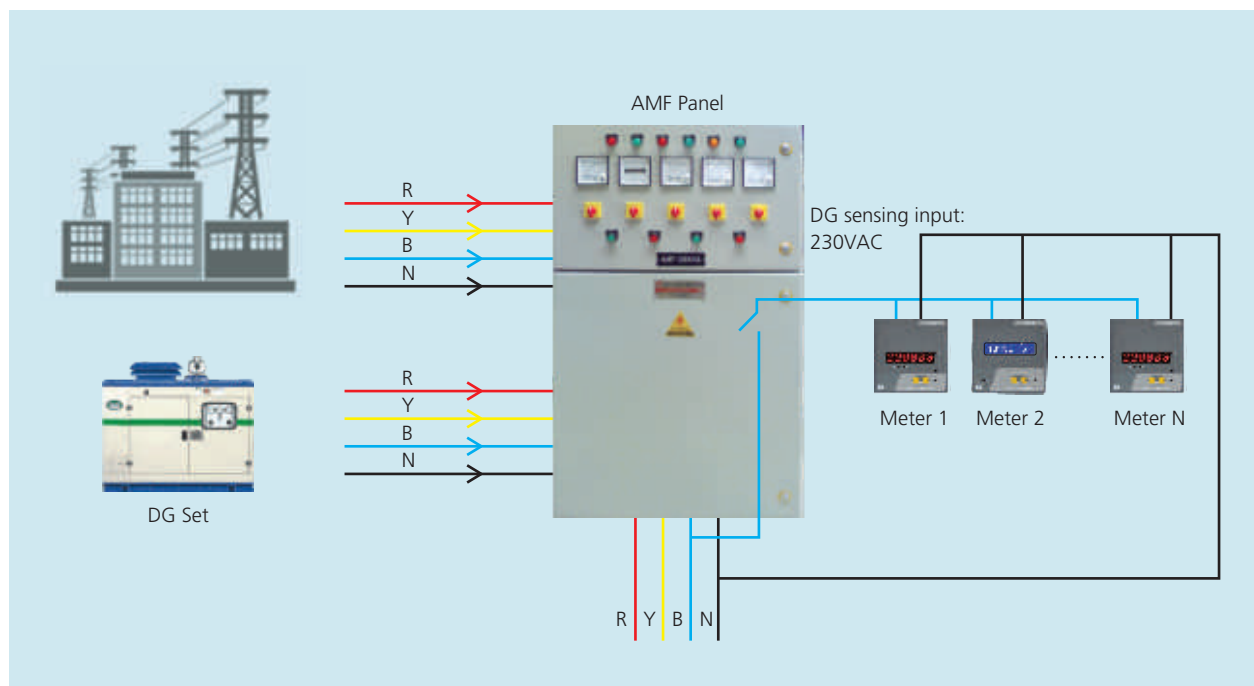 AMF Panel
R
Y
B
N
DG sensing input:
230VAC
R
Y
B
N
Meter 1
Meter 2
Meter N
DG Set
R
Y
B
N